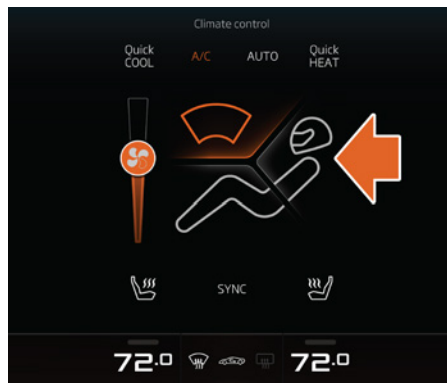 Climate control
Quick
COOL
A/C
AUTO
Quick
HEAT
SYNC
72.0
72.0